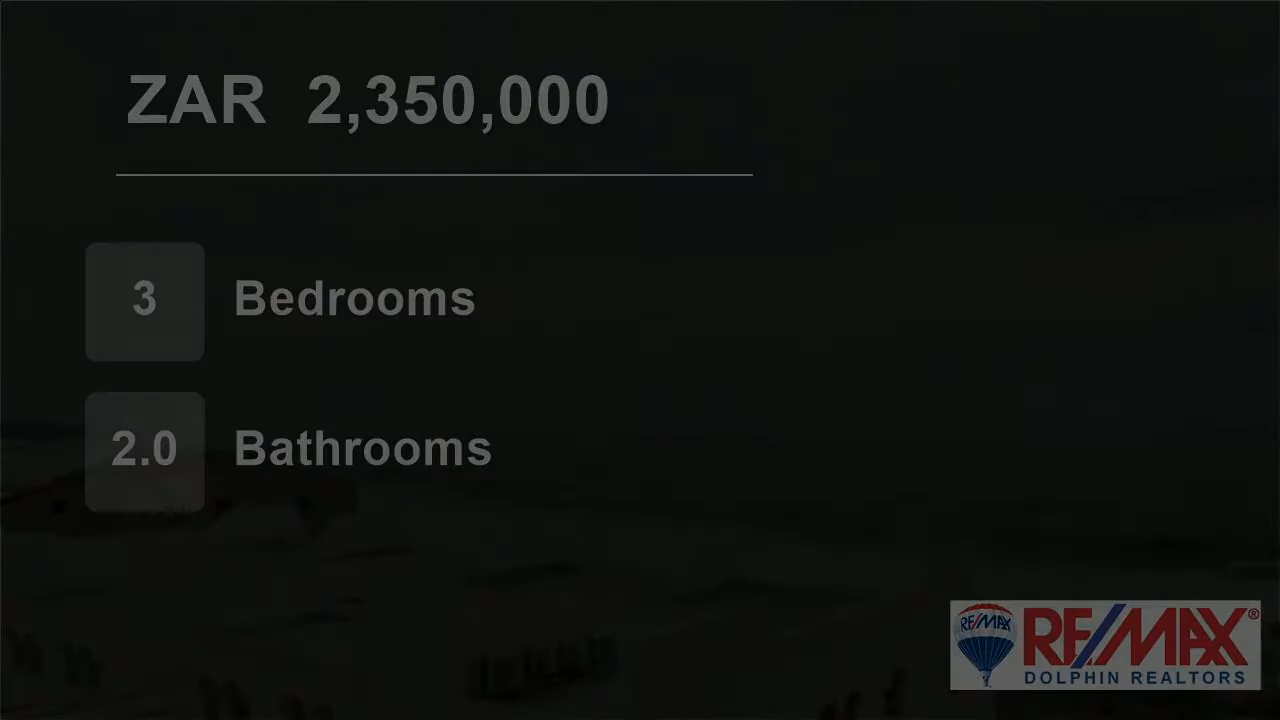 ZAR 2,350,000
3 Bedrooms
2.0 Bathrooms
RE/MAX
RE/MAX®
DOLPHIN REALTORS